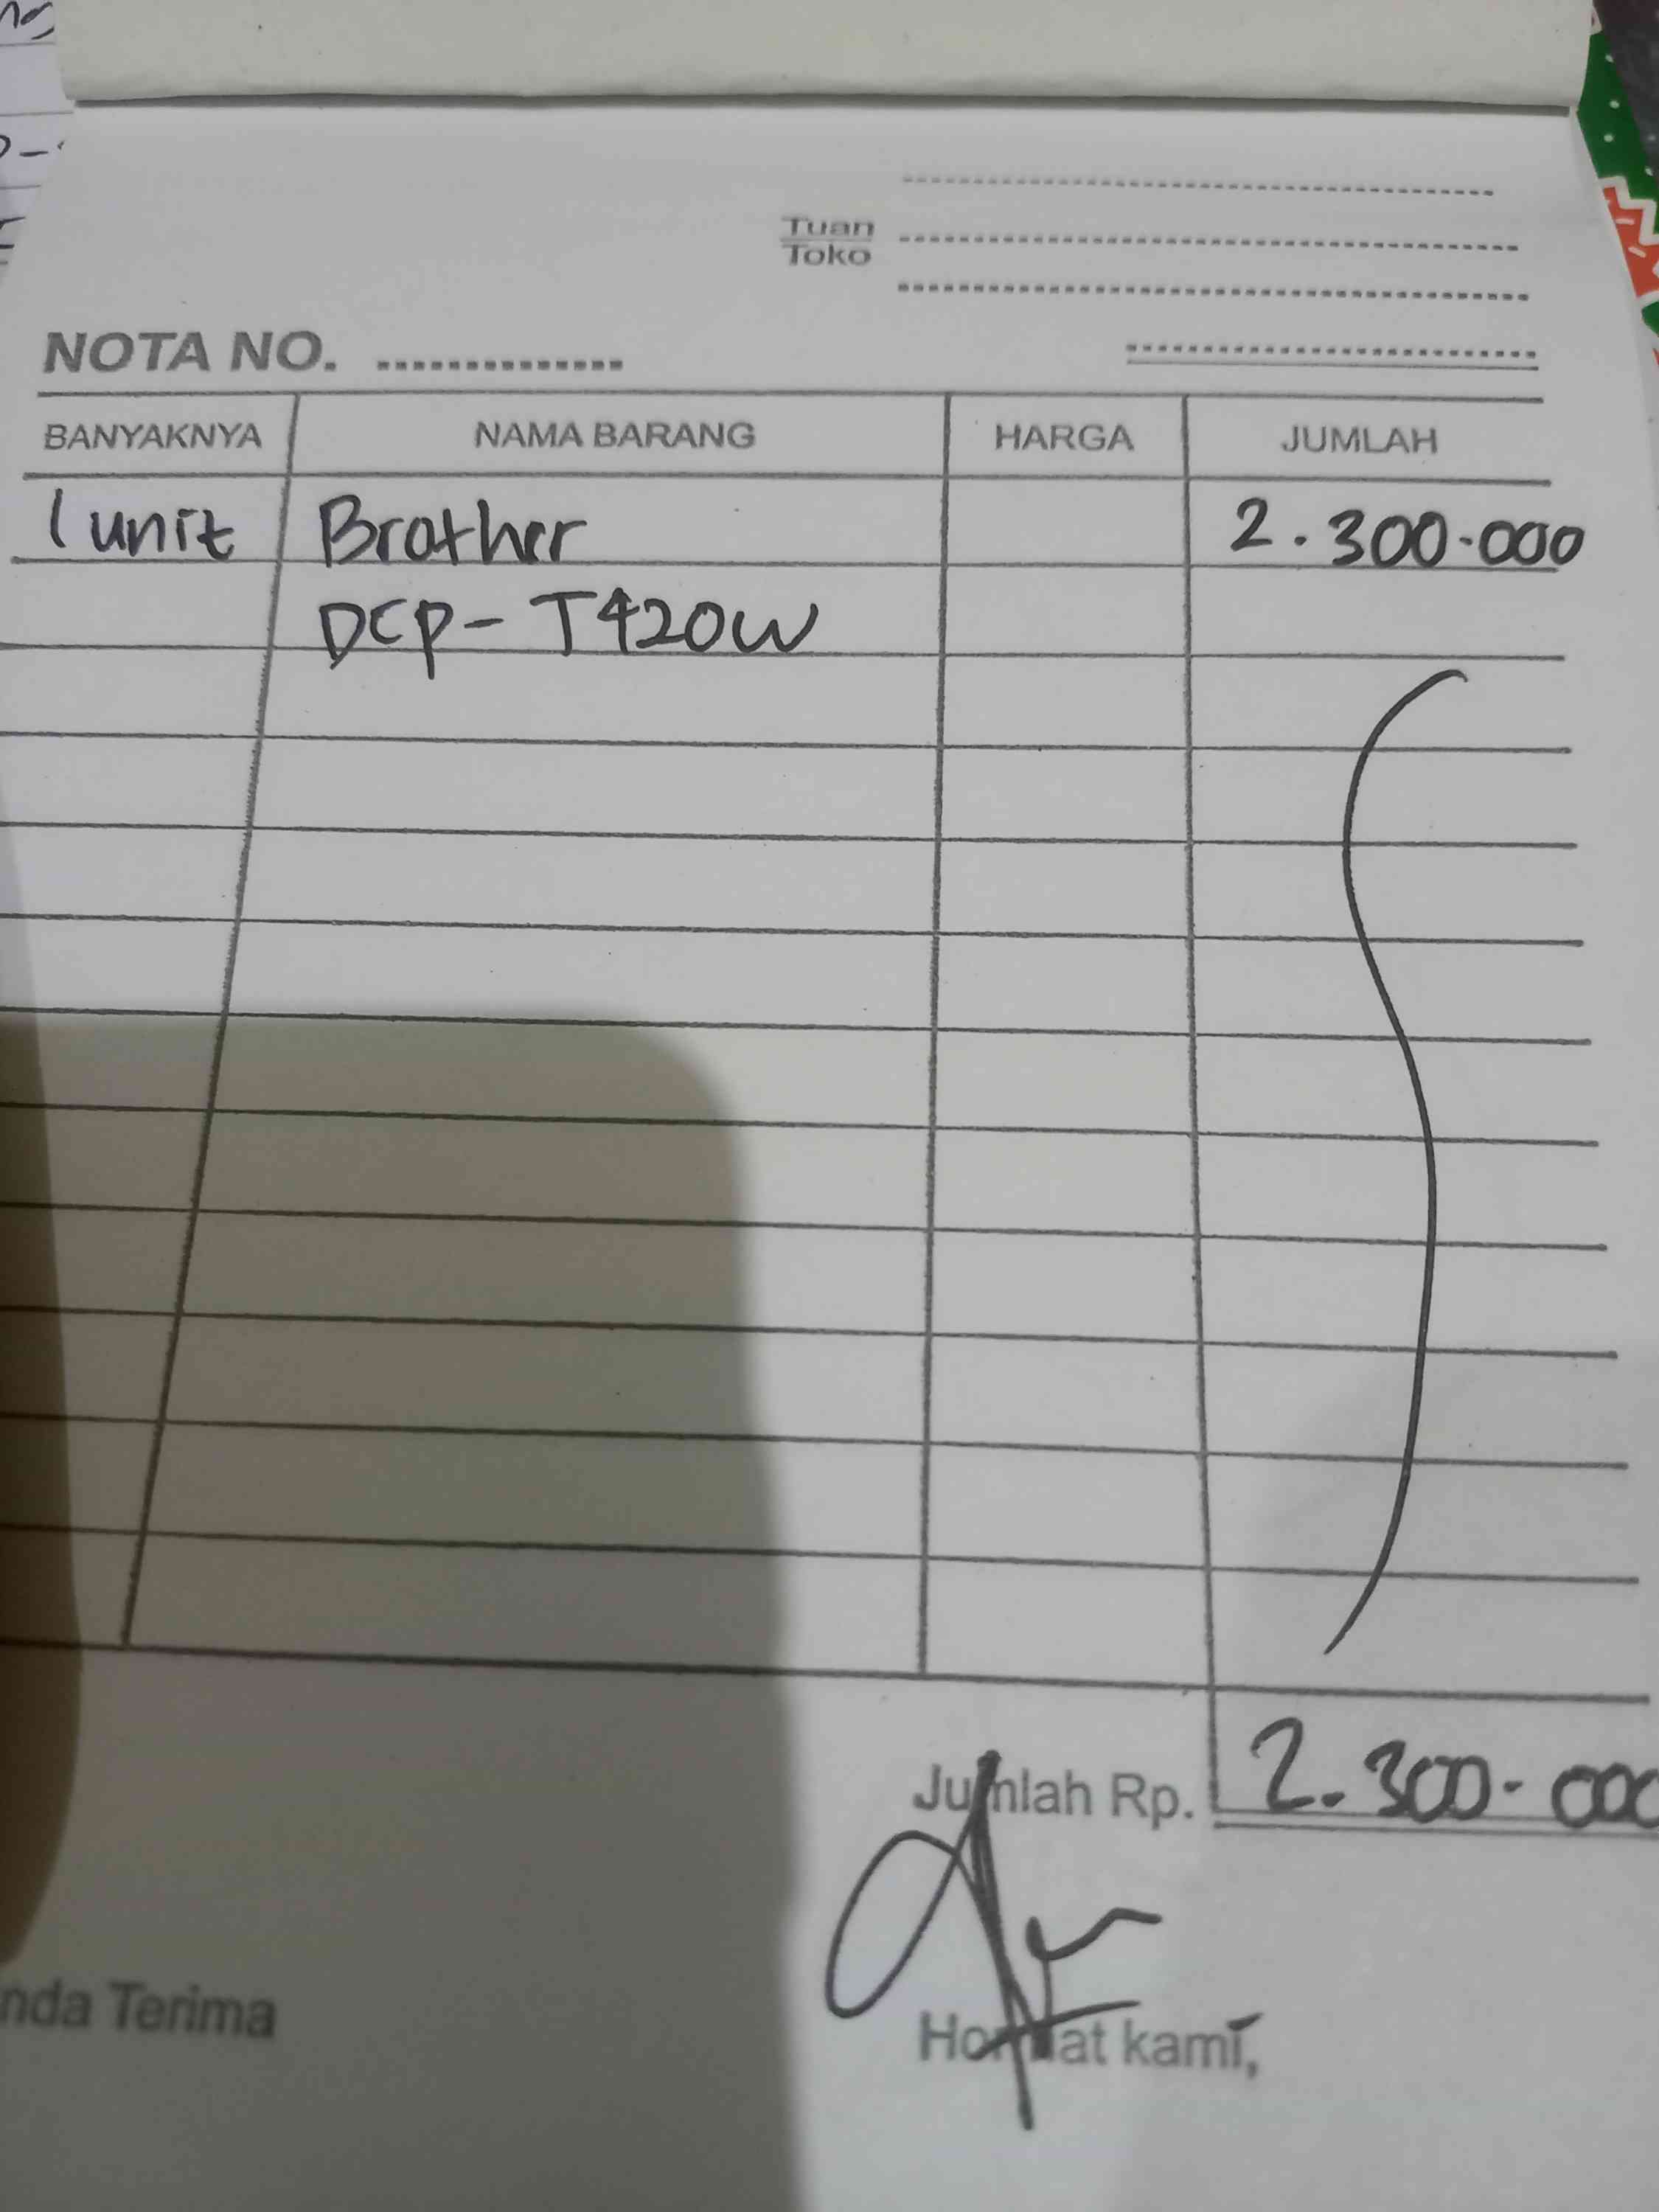 Tuan
Toko
NOTA NO. ..............
BANYAKNYA NAMA BARANG HARGA JUMLAH
1 unit Brother 2.300.000
DCP-T420W
Jumlah Rp. 2.300.000
nda Terima
Hormat kami,